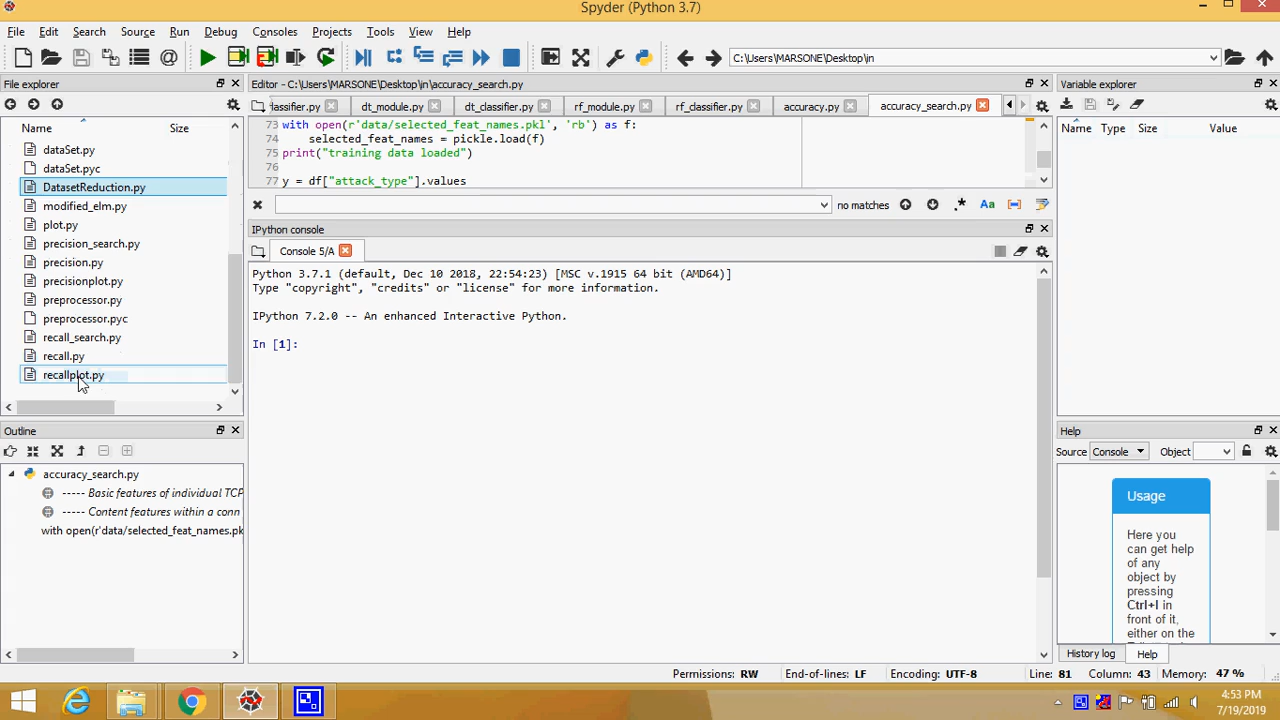 Spyder (Python 3.7)
File Edit Search Source Run Debug Consoles Projects Tools View Help
C:\Users\MARSONE\Desktop\in
File explorer
Name Size
dataSet.py
dataSet.pyc
DatasetReduction.py
modified_elm.py
plot.py
precision_search.py
precision.py
precisionplot.py
preprocessor.py
preprocessor.pyc
recall_search.py
recall.py
recallplot.py
Outline
accuracy_search.py
----- Basic features of individual TCP
----- Content features within a conn
with open(r'data/selected_feat_names.pk
Editor - C:\Users\MARSONE\Desktop\in\accuracy_search.py
lassifier.py dt_module.py dt_classifier.py rf_module.py rf_classifier.py accuracy.py accuracy_search.py
73 with open(r'data/selected_feat_names.pkl', 'rb') as f:
74 selected_feat_names = pickle.load(f)
75 print("training data loaded")
76
77 y = df["attack_type"].values
no matches .* Aa
IPython console
Console 5/A
Python 3.7.1 (default, Dec 10 2018, 22:54:23) [MSC v.1915 64 bit (AMD64)]
Type "copyright", "credits" or "license" for more information.
IPython 7.2.0 -- An enhanced Interactive Python.
In [1]:
Variable explorer
Name Type Size Value
Help
Source Console Object
Usage
Here you
can get help
of any
object by
pressing
Ctrl+I in
front of it,
either on the
History log Help
Permissions: RW End-of-lines: LF Encoding: UTF-8 Line: 81 Column: 43 Memory: 47 %
4:53 PM
7/19/2019